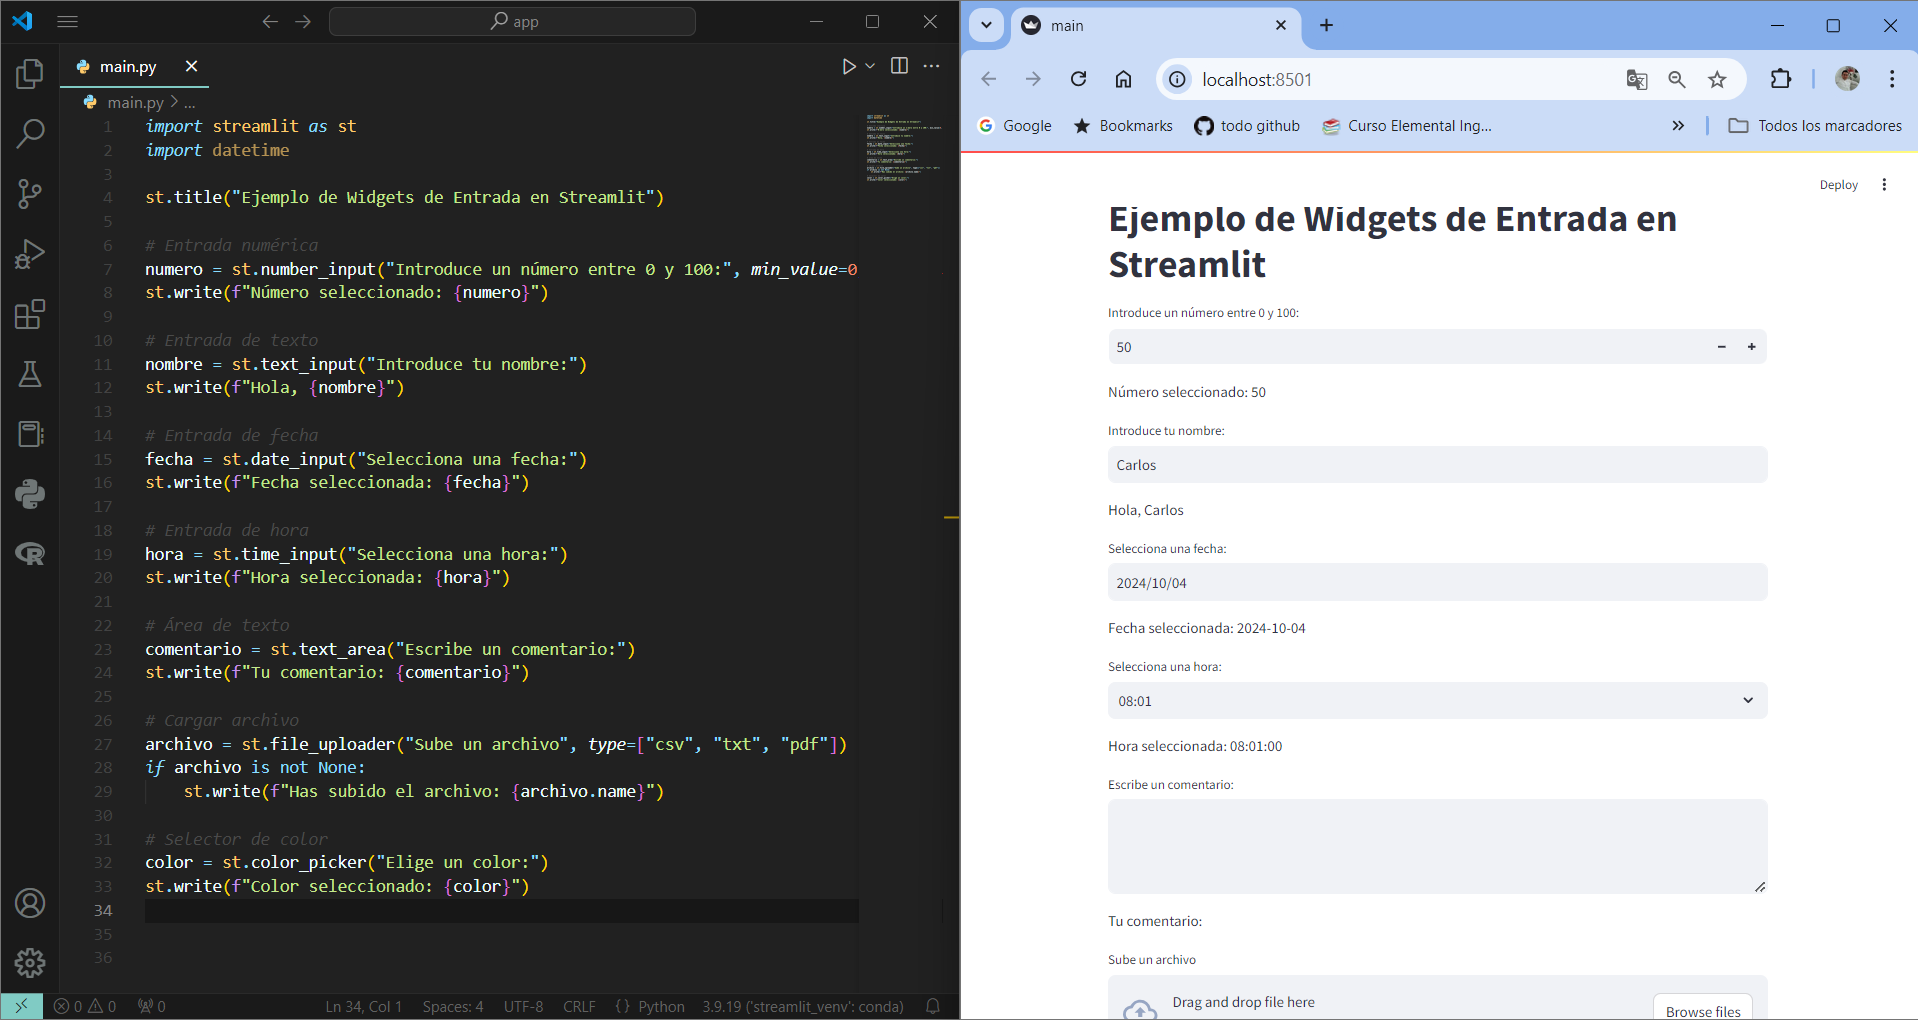 app
main.py
main.py > ...
1 import streamlit as st
2 import datetime
3
4 st.title("Ejemplo de Widgets de Entrada en Streamlit")
5
6 # Entrada numérica
7 numero = st.number_input("Introduce un número entre 0 y 100:", min_value=0
8 st.write(f"Número seleccionado: {numero}")
9
10 # Entrada de texto
11 nombre = st.text_input("Introduce tu nombre:")
12 st.write(f"Hola, {nombre}")
13
14 # Entrada de fecha
15 fecha = st.date_input("Selecciona una fecha:")
16 st.write(f"Fecha seleccionada: {fecha}")
17
18 # Entrada de hora
19 hora = st.time_input("Selecciona una hora:")
20 st.write(f"Hora seleccionada: {hora}")
21
22 # Área de texto
23 comentario = st.text_area("Escribe un comentario:")
24 st.write(f"Tu comentario: {comentario}")
25
26 # Cargar archivo
27 archivo = st.file_uploader("Sube un archivo", type=["csv", "txt", "pdf"])
28 if archivo is not None:
29     st.write(f"Has subido el archivo: {archivo.name}")
30
31 # Selector de color
32 color = st.color_picker("Elige un color:")
33 st.write(f"Color seleccionado: {color}")
34
35
36
0 0 0 Ln 34, Col 1 Spaces: 4 UTF-8 CRLF {} Python 3.9.19 ('streamlit_venv': conda)
main
localhost:8501
Google Bookmarks todo github Curso Elemental Ing... » Todos los marcadores
Deploy
Ejemplo de Widgets de Entrada en
Streamlit
Introduce un número entre 0 y 100:
50
Número seleccionado: 50
Introduce tu nombre:
Carlos
Hola, Carlos
Selecciona una fecha:
2024/10/04
Fecha seleccionada: 2024-10-04
Selecciona una hora:
08:01
Hora seleccionada: 08:01:00
Escribe un comentario:
Tu comentario:
Sube un archivo
Drag and drop file here
Browse files